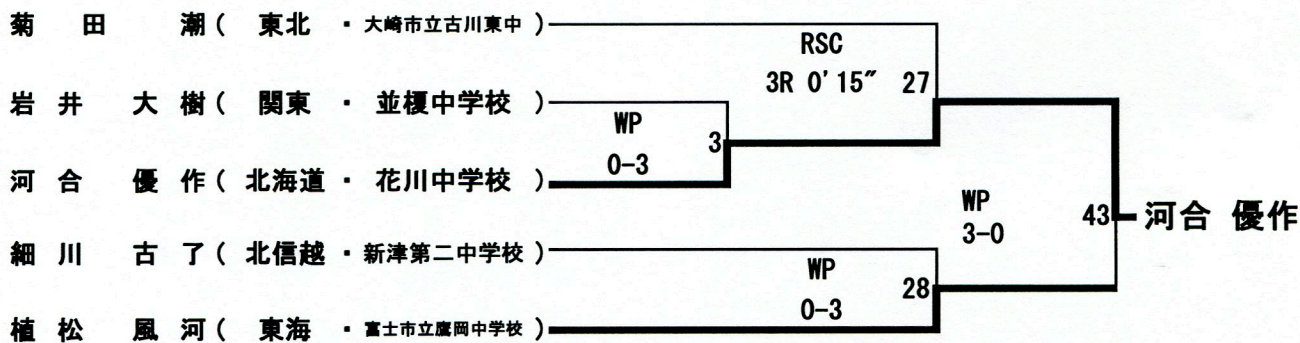 菊田 潮(東北・大崎市立古川東中)
RSC
3R 0'15″ 27
岩井 大樹(関東・並榎中学校)
WP
0-3
3
河合 優作(北海道・花川中学校)
WP
3-0
43 河合 優作
細川 古了(北信越・新津第二中学校)
WP
0-3
28
植松 風河(東海・富士市立鷹岡中学校)